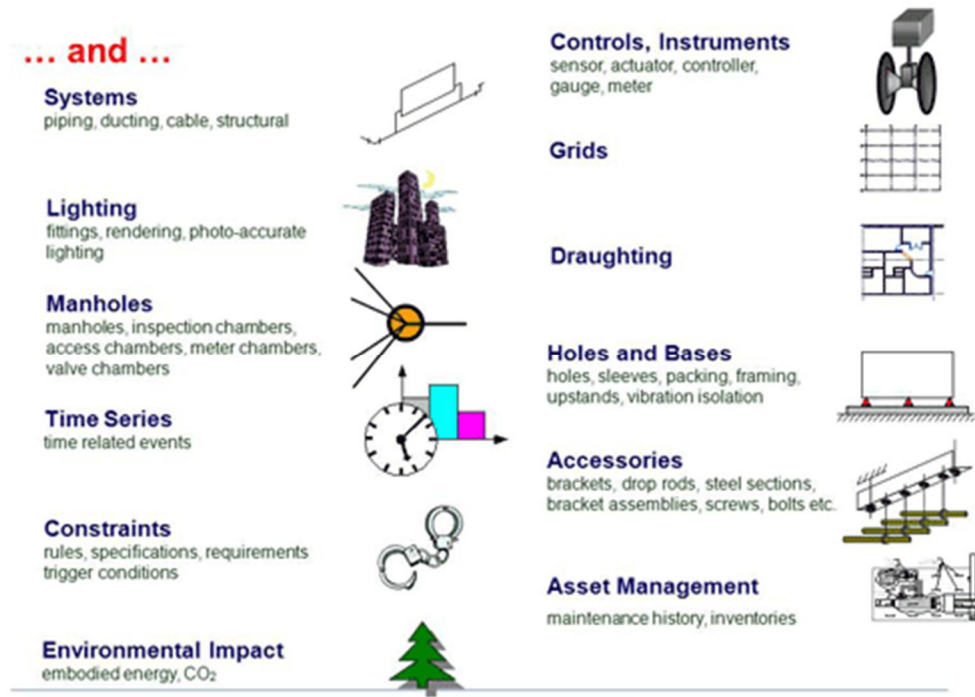 ... and ...
Systems
piping, ducting, cable, structural
Lighting
fittings, rendering, photo-accurate
lighting
Manholes
manholes, inspection chambers,
access chambers, meter chambers,
valve chambers
Time Series
time related events
Constraints
rules, specifications, requirements
trigger conditions
Environmental Impact
embodied energy, CO₂
Controls, Instruments
sensor, actuator, controller,
gauge, meter
Grids
Draughting
Holes and Bases
holes, sleeves, packing, framing,
upstands, vibration isolation
Accessories
brackets, drop rods, steel sections,
bracket assemblies, screws, bolts etc.
Asset Management
maintenance history, inventories